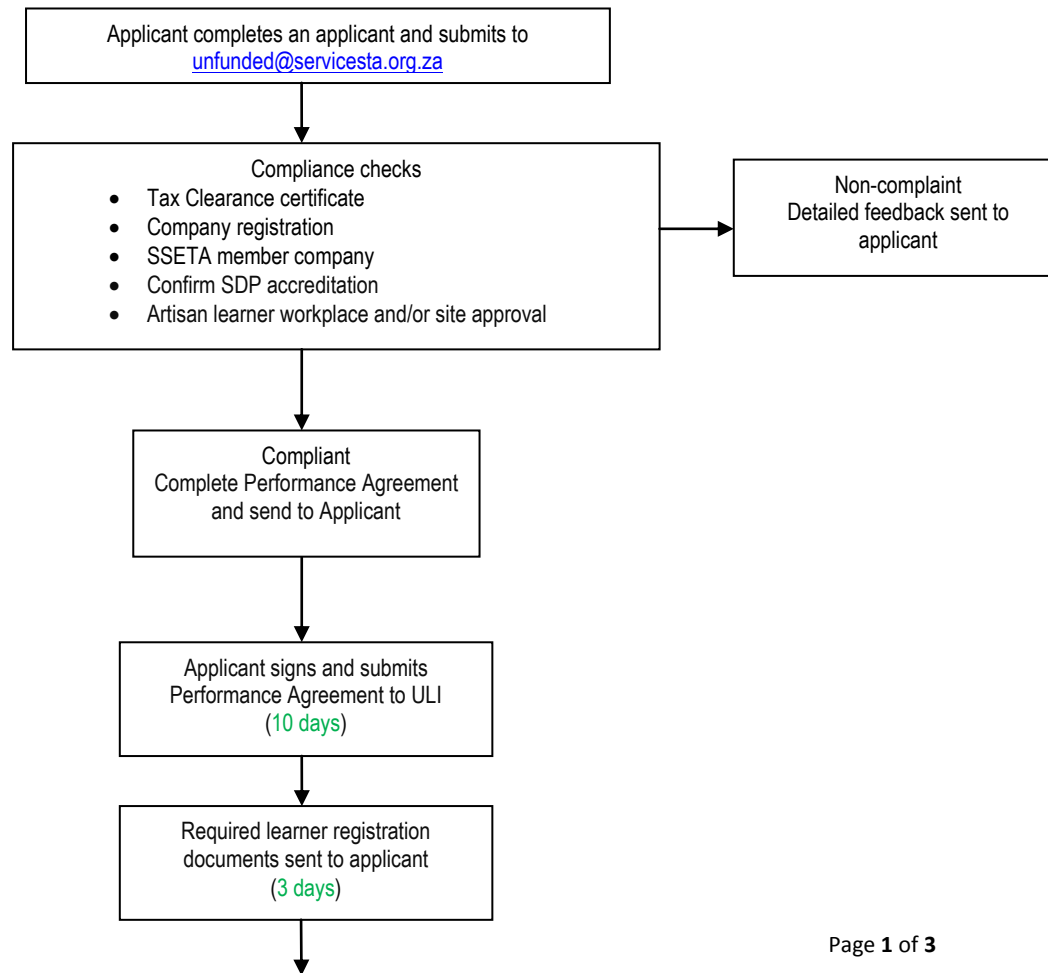 Applicant completes an applicant and submits to
unfunded@servicesta.org.za
Compliance checks
• Tax Clearance certificate
• Company registration
• SSETA member company
• Confirm SDP accreditation
• Artisan learner workplace and/or site approval
Non-complaint
Detailed feedback sent to
applicant
Compliant
Complete Performance Agreement
and send to Applicant
Applicant signs and submits
Performance Agreement to ULI
(10 days)
Required learner registration
documents sent to applicant
(3 days)
Page 1 of 3